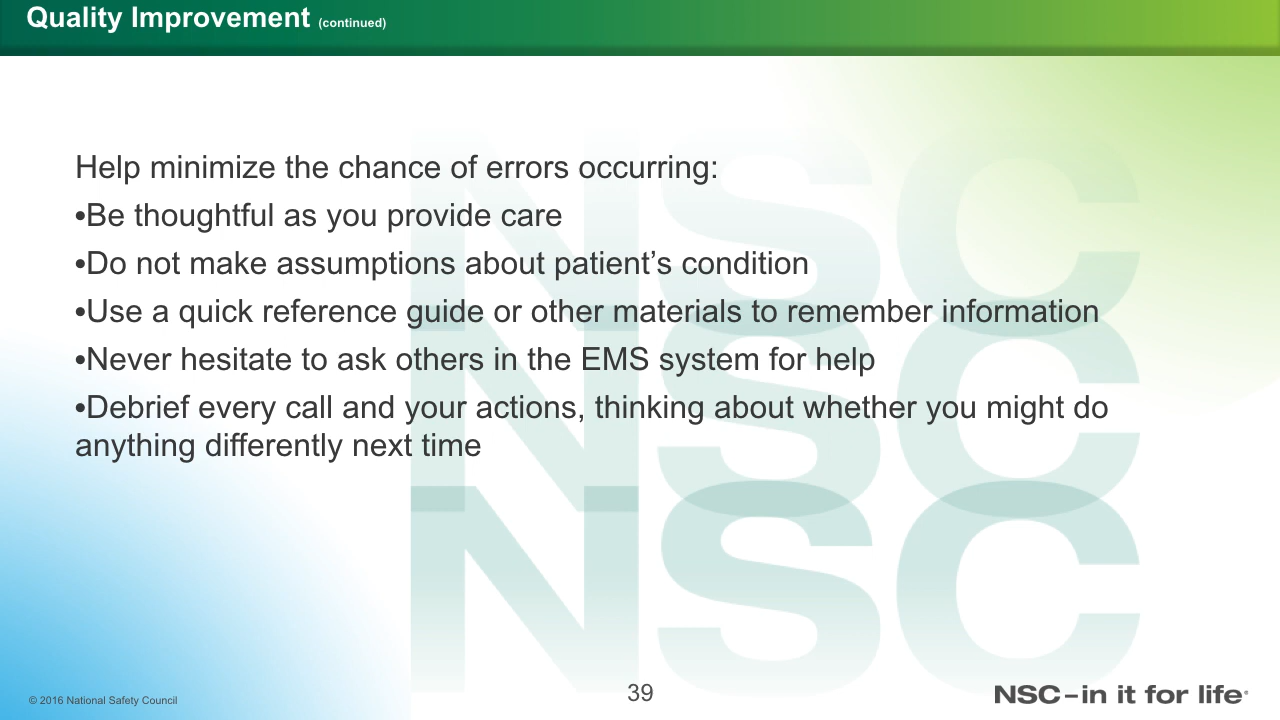 Quality Improvement (continued)
Help minimize the chance of errors occurring:
•Be thoughtful as you provide care
•Do not make assumptions about patient’s condition
•Use a quick reference guide or other materials to remember information
•Never hesitate to ask others in the EMS system for help
•Debrief every call and your actions, thinking about whether you might do
anything differently next time
NSC
NSC
NSC
© 2016 National Safety Council
39
NSC–in it for life®